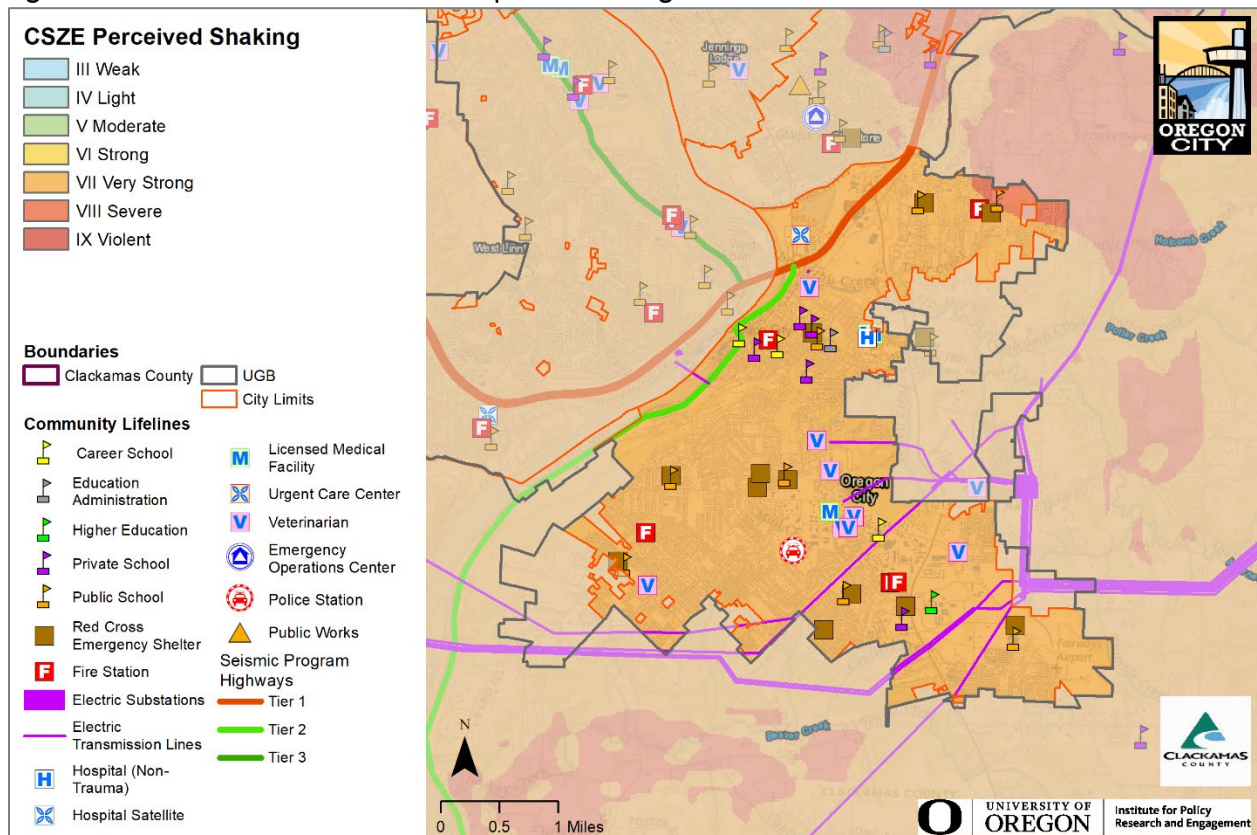 CSZE Perceived Shaking
III Weak
IV Light
V Moderate
VI Strong
VII Very Strong
VIII Severe
IX Violent
Boundaries
Clackamas County
UGB
City Limits
Community Lifelines
Career School
Education
Administration
Higher Education
Private School
Public School
Red Cross
Emergency Shelter
Fire Station
Electric Substations
Electric
Transmission Lines
Hospital (Non-
Trauma)
Hospital Satellite
Licensed Medical
Facility
Urgent Care Center
Veterinarian
Emergency
Operations Center
Police Station
Public Works
Seismic Program
Highways
Tier 1
Tier 2
Tier 3
Jennings
Lodge
West Linn
Holcomb Creek
Potter Creek
Oregon
City
Fairways
Airport
Beaver Creek
CLACKAMAS COUNTY
N
0 0.5 1 Miles
OREGON
CITY
CLACKAMAS
COUNTY
O
UNIVERSITY OF
OREGON
Institute for Policy
Research and Engagement